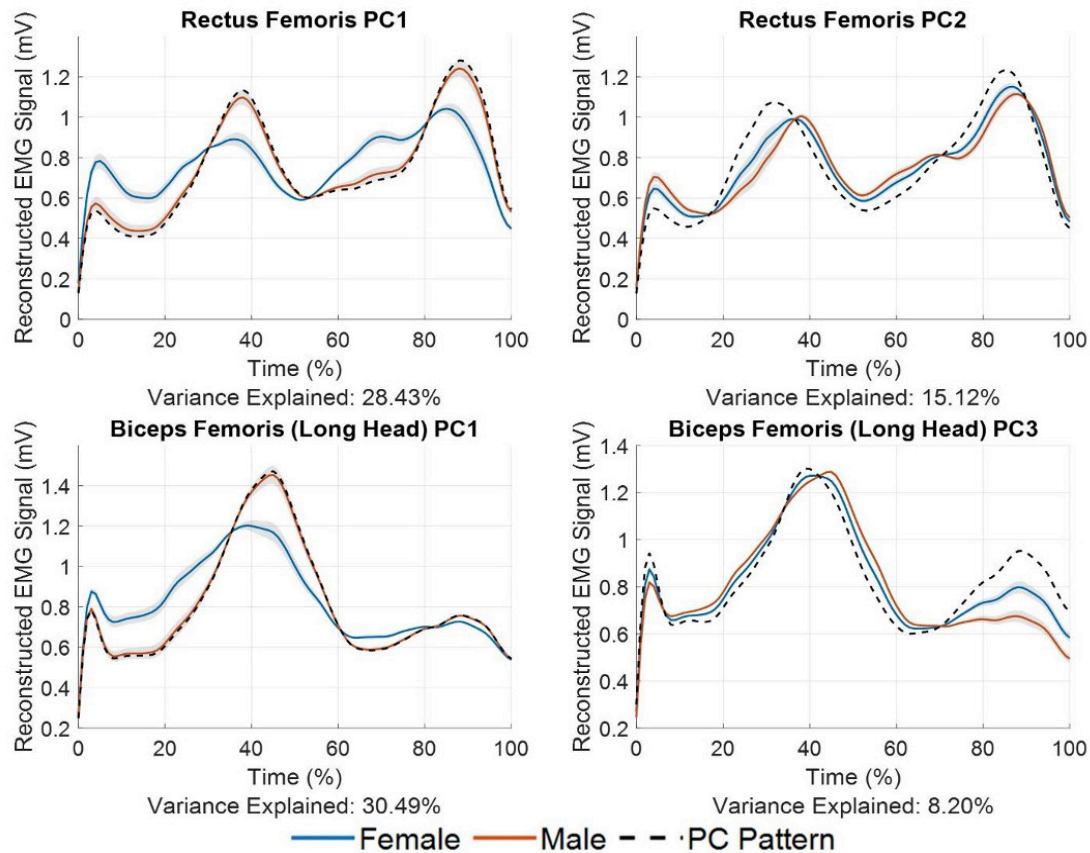 Rectus Femoris PC1
Rectus Femoris PC2
Reconstructed EMG Signal (mV)
1.2
1
0.8
0.6
0.4
0.2
0
0 20 40 60 80 100
Time (%)
Variance Explained: 28.43%
Reconstructed EMG Signal (mV)
1.2
1
0.8
0.6
0.4
0.2
0
0 20 40 60 80 100
Time (%)
Variance Explained: 15.12%
Biceps Femoris (Long Head) PC1
Biceps Femoris (Long Head) PC3
Reconstructed EMG Signal (mV)
1.4
1.2
1
0.8
0.6
0.4
0.2
0 20 40 60 80 100
Time (%)
Variance Explained: 30.49%
Reconstructed EMG Signal (mV)
1.4
1.2
1
0.8
0.6
0.4
0.2
0 20 40 60 80 100
Time (%)
Variance Explained: 8.20%
Female Male PC Pattern